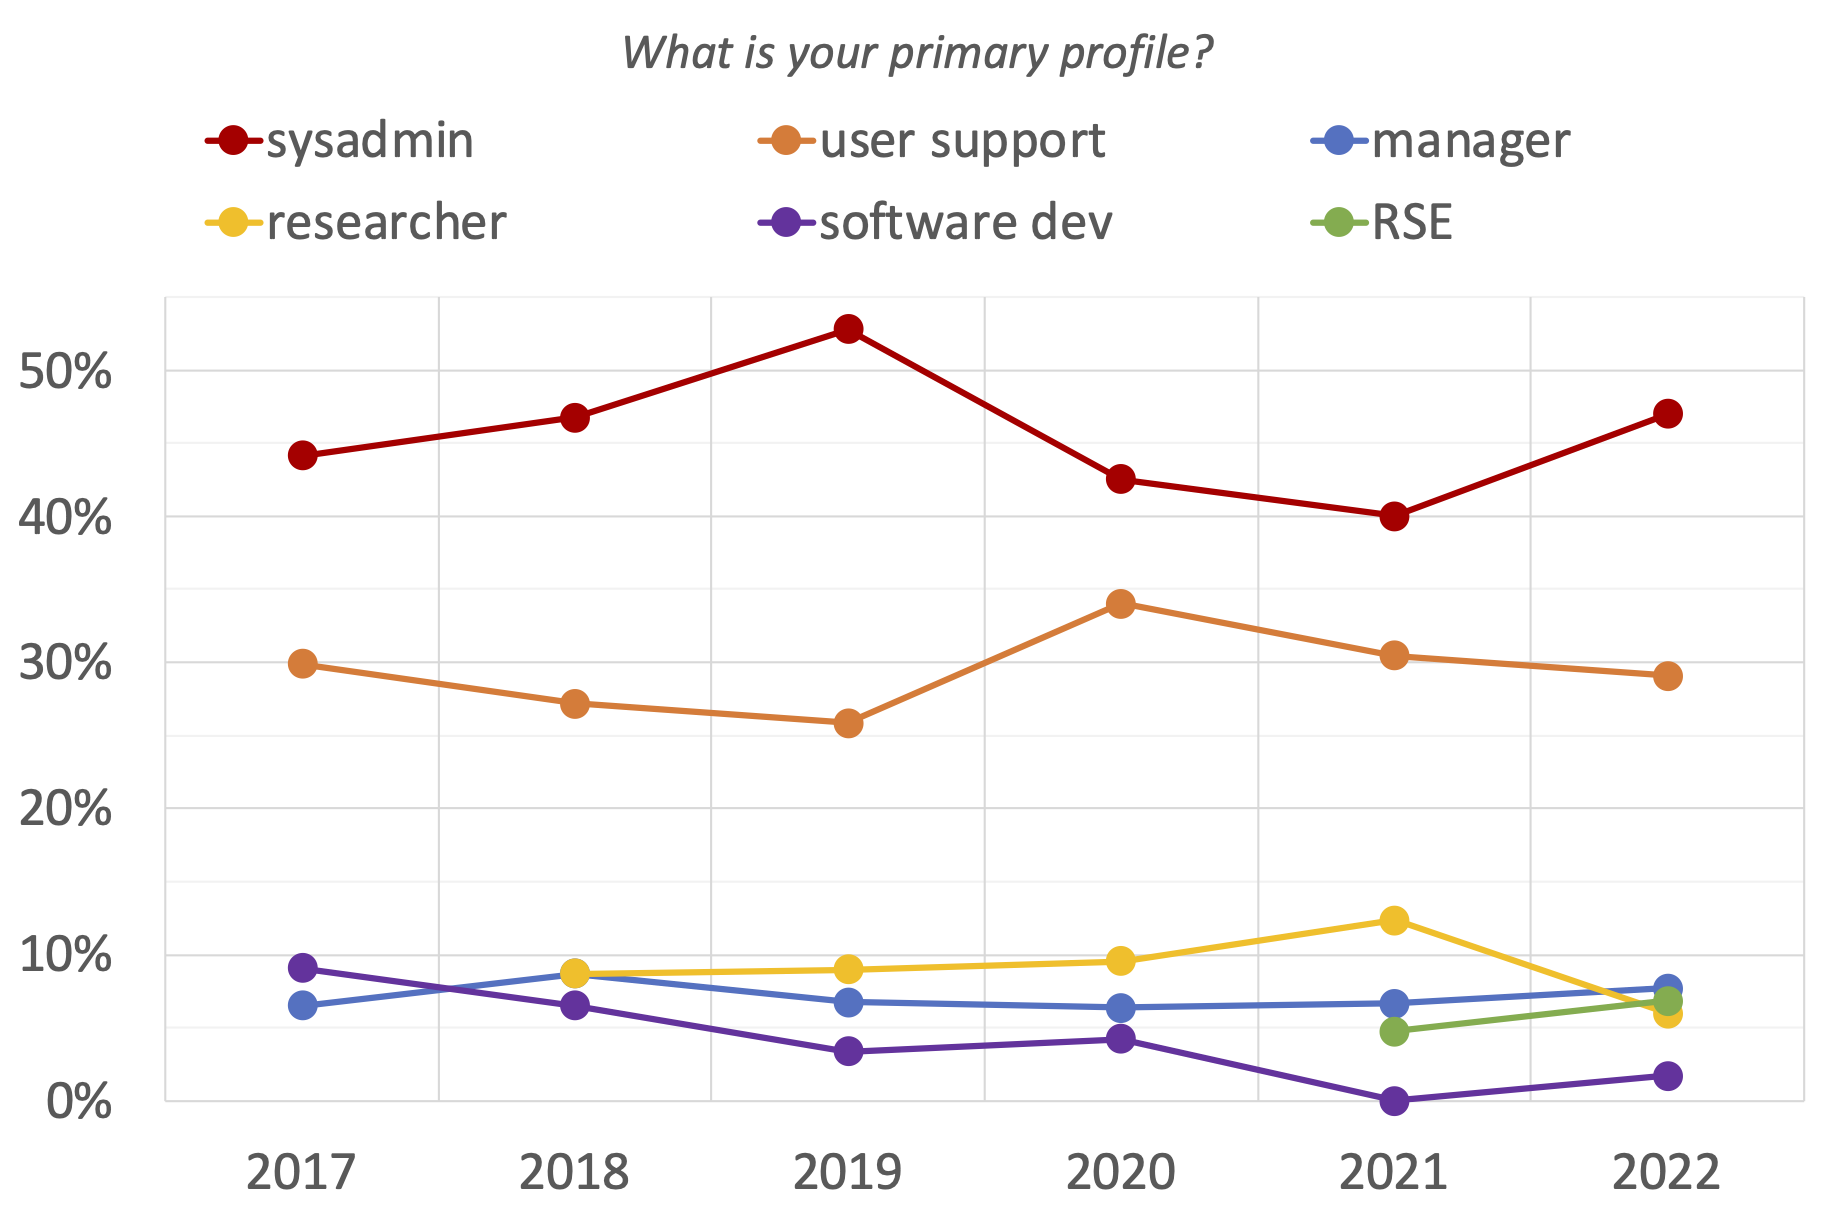 What is your primary profile?
sysadmin user support manager
researcher software dev RSE
50%
40%
30%
20%
10%
0%
2017 2018 2019 2020 2021 2022